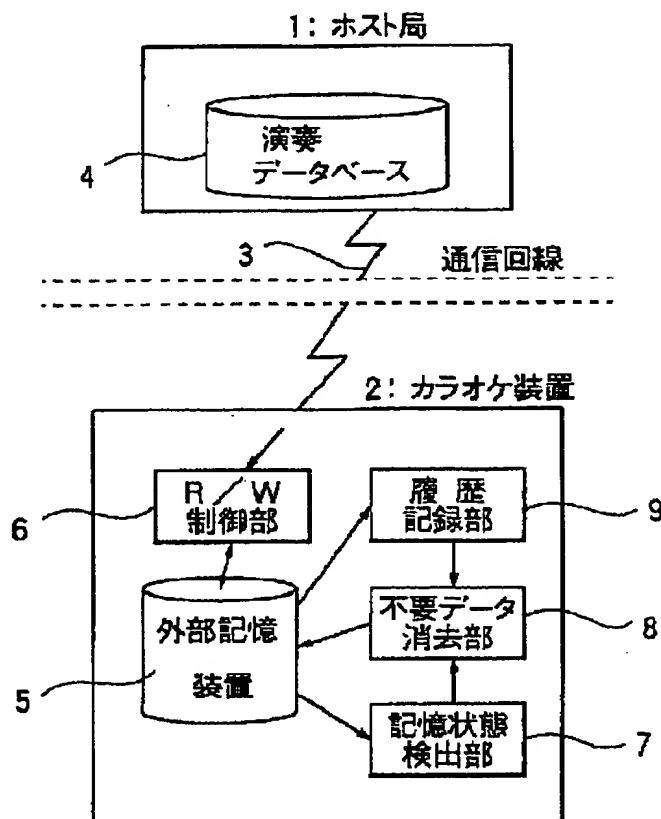 1: ホスト局
演奏
データベース
4
3
通信回線
2: カラオケ装置
R／W
制御部
6
履歴
記録部
9
外部記憶
装置
5
不要データ
消去部
8
記憶状態
検出部
7